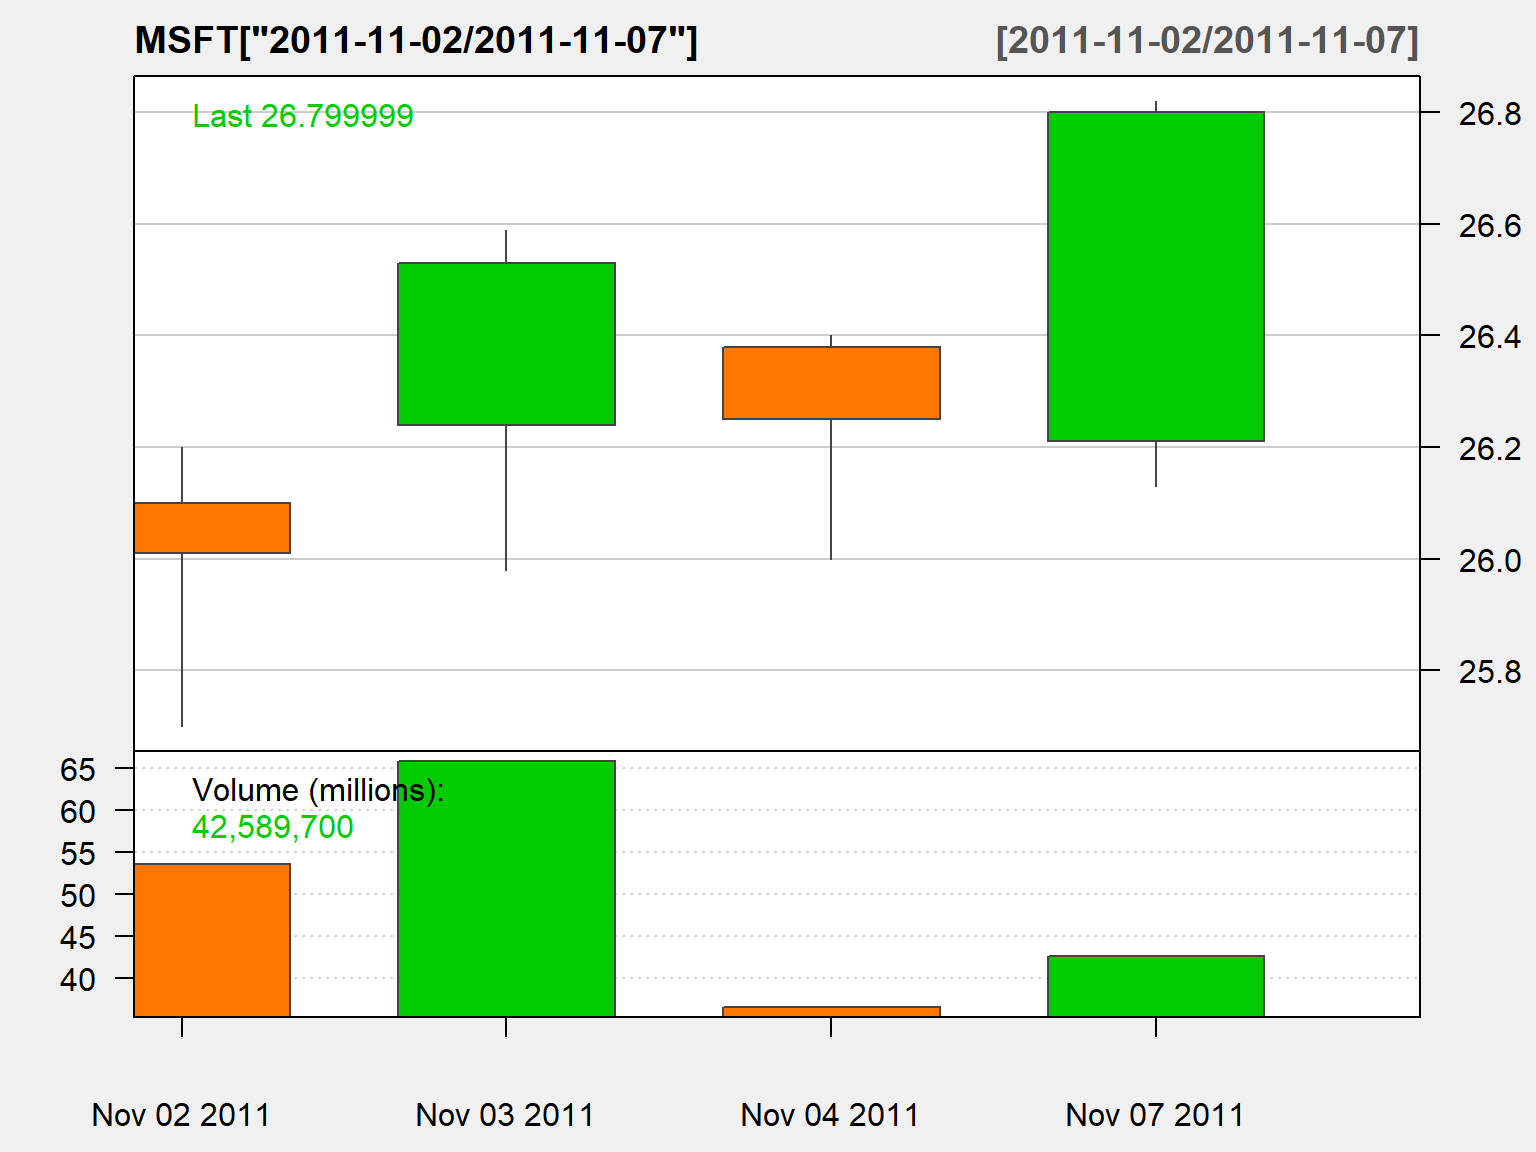 MSFT["2011-11-02/2011-11-07"]
[2011-11-02/2011-11-07]
Last 26.799999
26.8
26.6
26.4
26.2
26.0
25.8
Volume (millions):
42,589,700
65
60
55
50
45
40
Nov 02 2011
Nov 03 2011
Nov 04 2011
Nov 07 2011